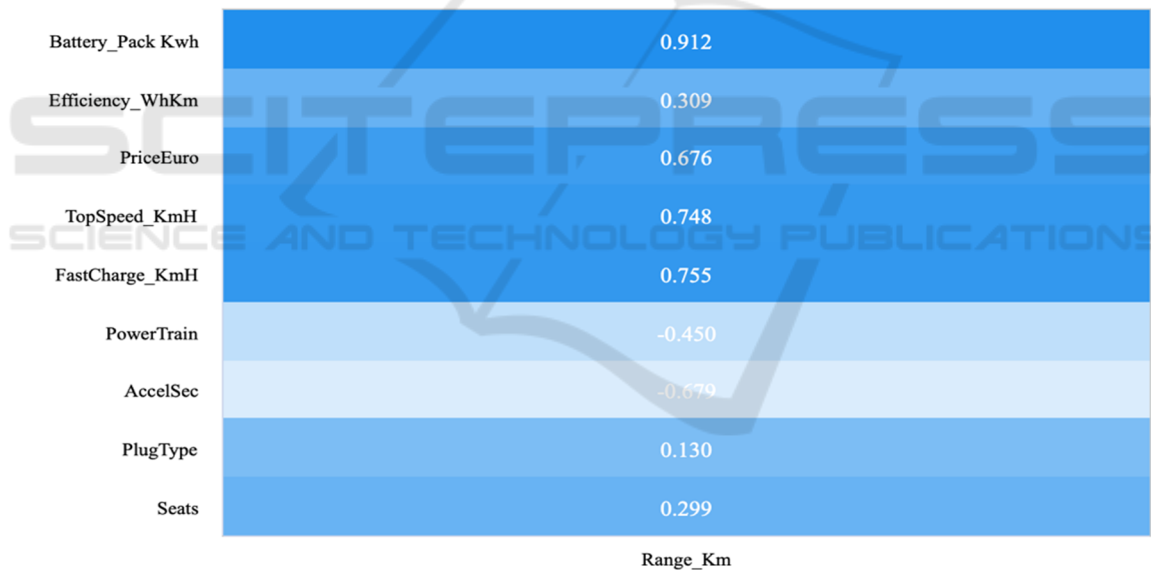 Battery_Pack Kwh 0.912
Efficiency_WhKm 0.309
PriceEuro 0.676
TopSpeed_KmH 0.748
FastCharge_KmH 0.755
PowerTrain -0.450
AccelSec -0.679
PlugType 0.130
Seats 0.299
Range_Km
SCITEPRESS
SCIENCE AND TECHNOLOGY PUBLICATIONS